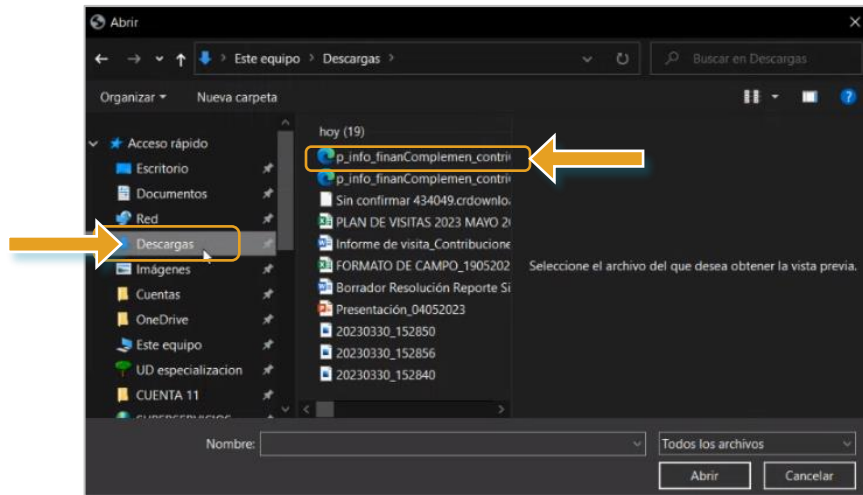 Abrir
Este equipo > Descargas >
Buscar en Descargas
Organizar
Nueva carpeta
Acceso rápido
Escritorio
Documentos
Red
Descargas
Imágenes
Cuentas
OneDrive
Este equipo
UD especializacion
CUENTA 11
hoy (19)
p_info_finanComplemen_contri
p_info_finanComplemen_contri
Sin confirmar 434049.crdownlo
PLAN DE VISITAS 2023 MAYO 2
Informe de visita_Contribucione
FORMATO DE CAMPO_1905202
Borrador Resolución Reporte Si
Presentación_04052023
20230330_152850
20230330_152856
20230330_152840
Seleccione el archivo del que desea obtener la vista previa.
Nombre:
Todos los archivos
Abrir
Cancelar